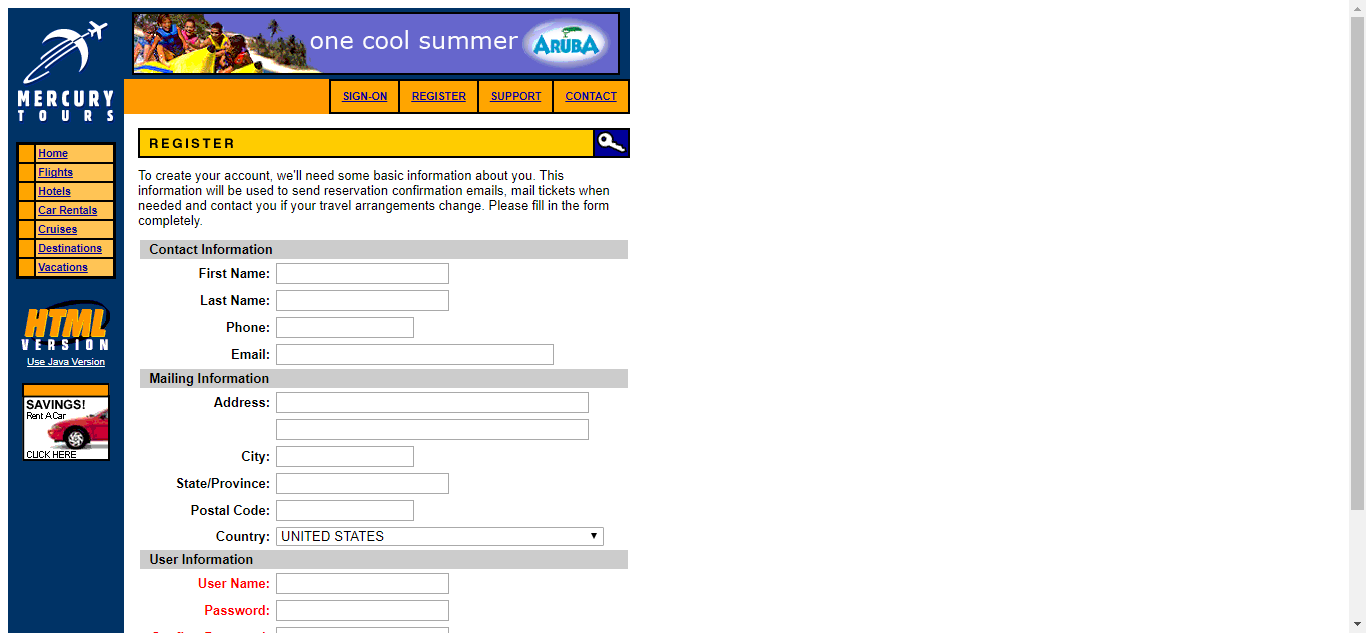 one cool summer
ARUBA
MERCURY
TOURS
SIGN-ON
REGISTER
SUPPORT
CONTACT
Home
Flights
Hotels
Car Rentals
Cruises
Destinations
Vacations
HTML
VERSION
Use Java Version
SAVINGS!
Rent A Car
CLICK HERE
REGISTER
To create your account, we'll need some basic information about you. This
information will be used to send reservation confirmation emails, mail tickets when
needed and contact you if your travel arrangements change. Please fill in the form
completely.
Contact Information
First Name:
Last Name:
Phone:
Email:
Mailing Information
Address:
City:
State/Province:
Postal Code:
Country: UNITED STATES
User Information
User Name:
Password: